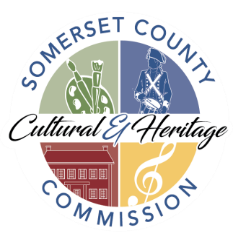 SOMERSET COUNTY
Cultural & Heritage
COMMISSION